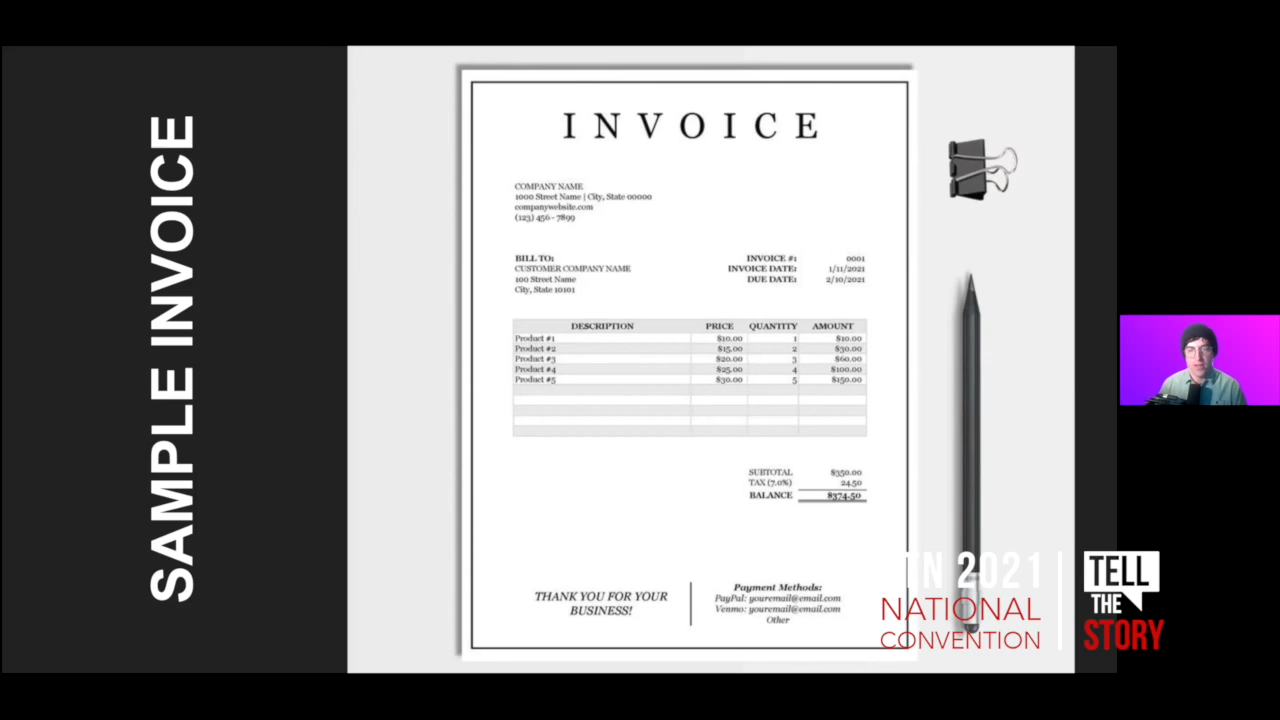 SAMPLE INVOICE
INVOICE
COMPANY NAME
1000 Street Name | City, State 00000
companywebsite.com
(123) 456 - 7899
BILL TO:
CUSTOMER COMPANY NAME
100 Street Name
City, State 10101
INVOICE #: 0001
INVOICE DATE: 1/11/2021
DUE DATE: 2/10/2021
DESCRIPTION PRICE QUANTITY AMOUNT
Product #1 $10.00 1 $10.00
Product #2 $15.00 2 $30.00
Product #3 $20.00 3 $60.00
Product #4 $25.00 4 $100.00
Product #5 $30.00 5 $150.00
SUBTOTAL $350.00
TAX (7.0%) 24.50
BALANCE $374.50
THANK YOU FOR YOUR
BUSINESS!
Payment Methods:
PayPal: youremail@email.com
Venmo: youremail@email.com
Other
2021
NATIONAL
CONVENTION
TELL
THE
STORY